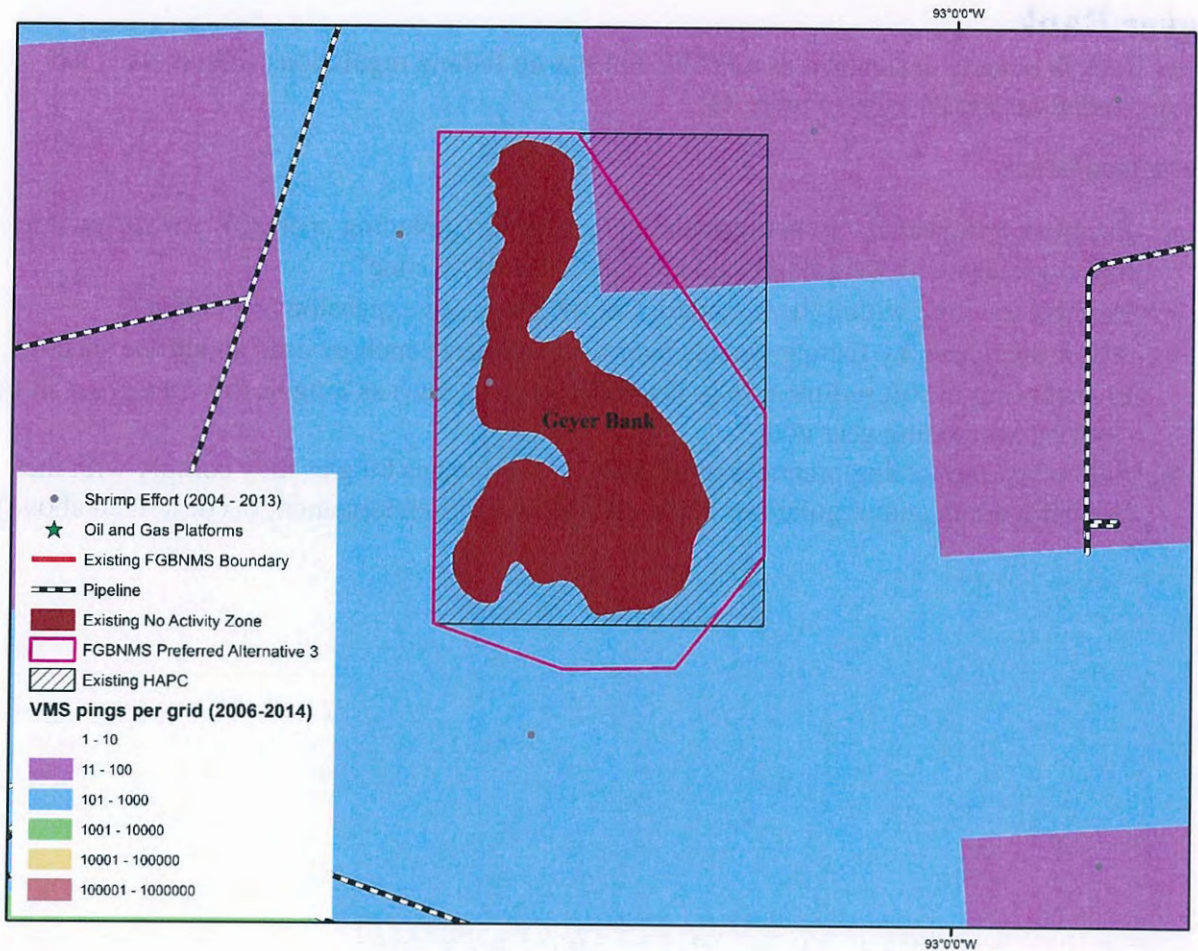 93°0'0"W
Geyer Bank
Shrimp Effort (2004 - 2013)
Oil and Gas Platforms
Existing FGBNMS Boundary
Pipeline
Existing No Activity Zone
FGBNMS Preferred Alternative 3
Existing HAPC
VMS pings per grid (2006-2014)
1 - 10
11 - 100
101 - 1000
1001 - 10000
10001 - 100000
100001 - 1000000
93°0'0"W